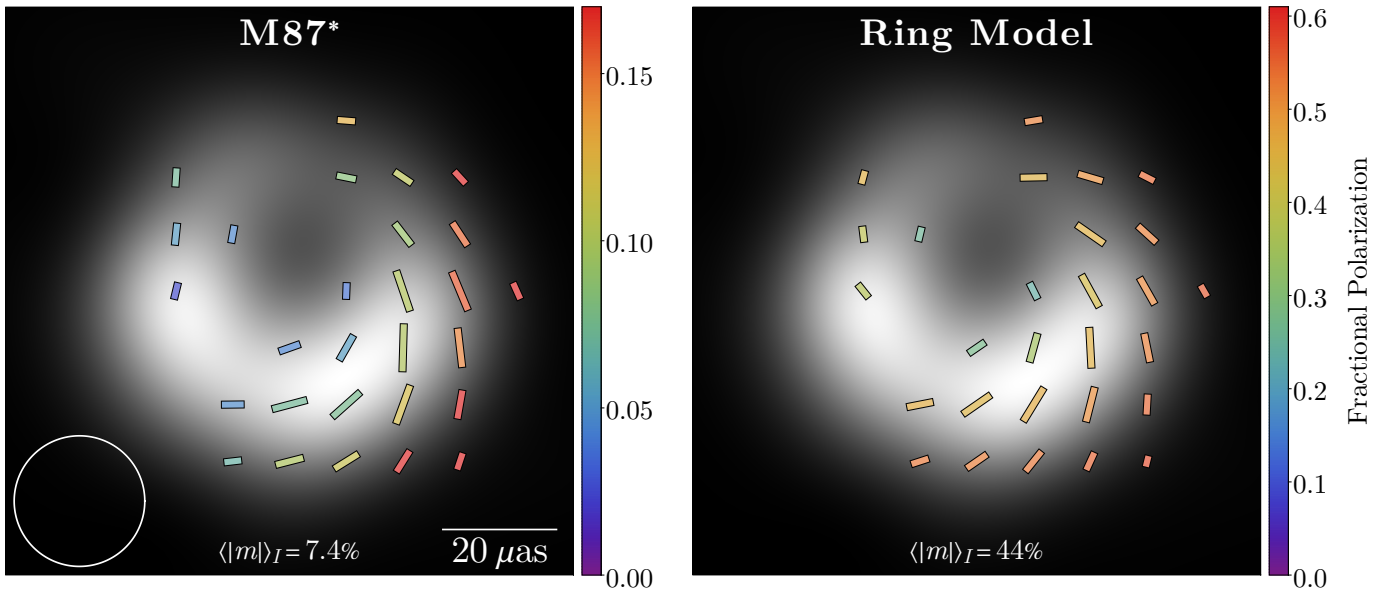 M87*
0.15
0.10
0.05
0.00
⟨|m|⟩_I = 7.4%
20 μas
Ring Model
0.6
0.5
0.4
0.3
0.2
0.1
0.0
⟨|m|⟩_I = 44%
Fractional Polarization